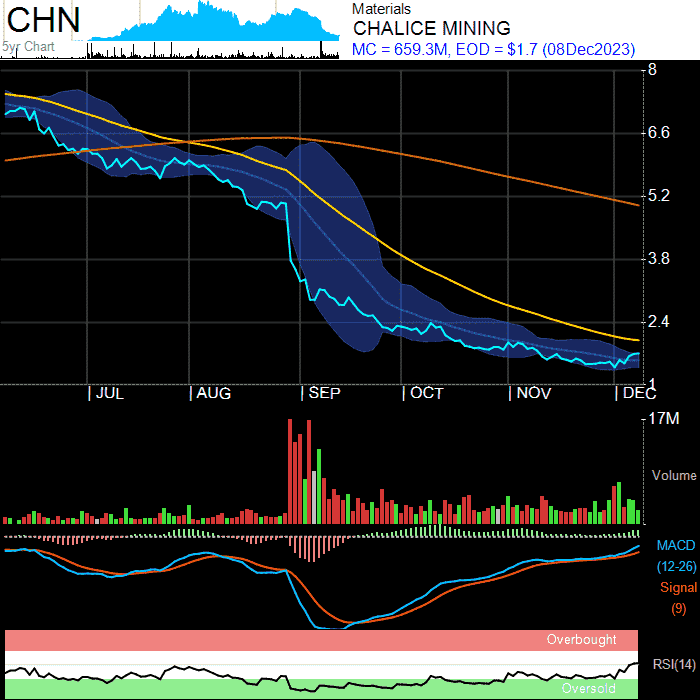 CHN
5yr Chart
Materials
CHALICE MINING
MC = 659.3M, EOD = $1.7 (08Dec2023)
8
6.6
5.2
3.8
2.4
1
| JUL | AUG | SEP | OCT | NOV | DEC
17M
Volume
MACD
(12-26)
Signal
(9)
Overbought
RSI(14)
Oversold